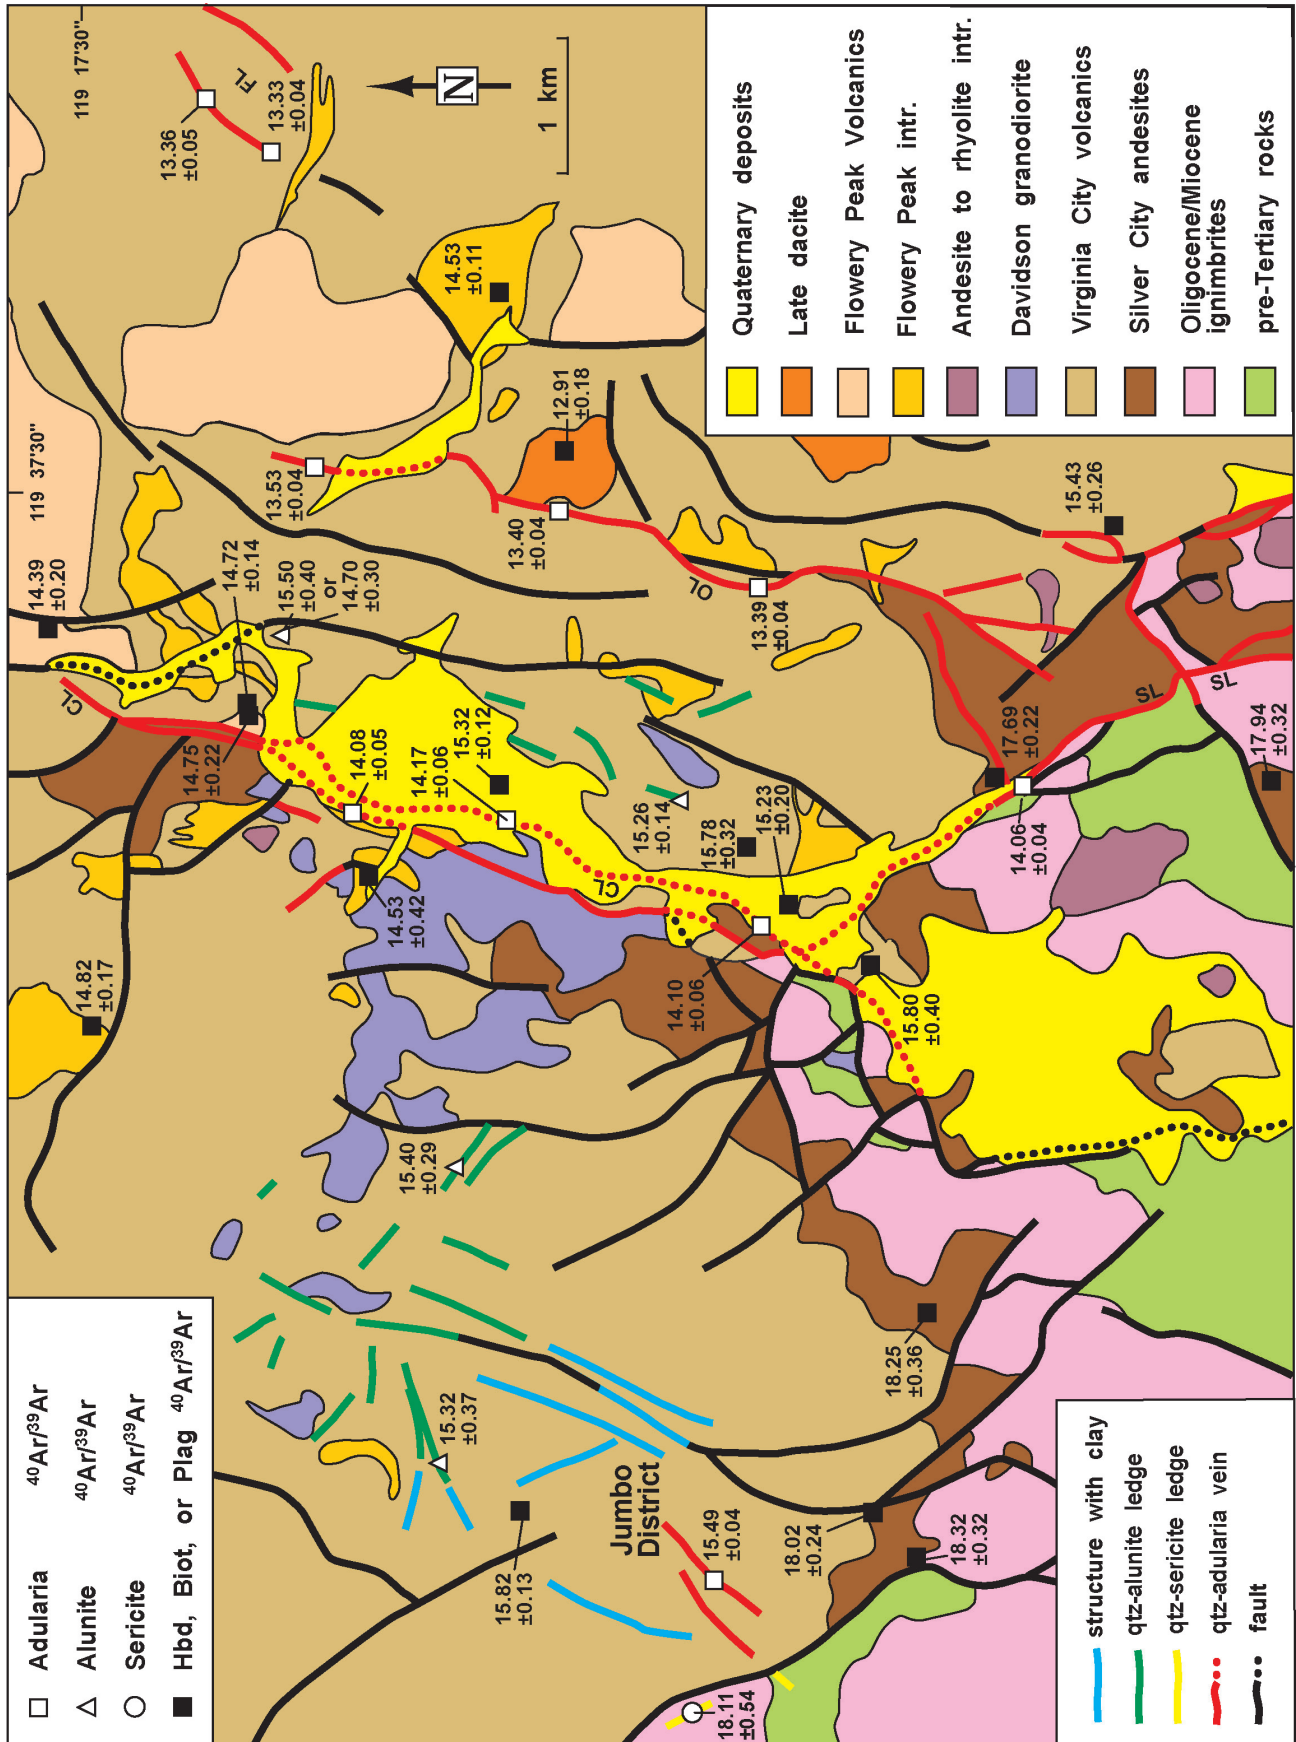 119 17'30"
119 37'30"
N
1 km
FL
13.36
±0.05
13.33
±0.04
14.53
±0.11
12.91
±0.18
13.53
±0.04
13.40
±0.04
OL
13.39
±0.04
15.43
±0.26
14.39
±0.20
14.72
±0.14
15.50
±0.40
or
14.70
±0.30
CL
14.75
±0.22
14.08
±0.05
14.17
±0.06
15.32
±0.12
15.26
±0.14
15.78
±0.32
15.23
±0.20
CL
14.53
±0.42
14.82
±0.17
14.10
±0.06
15.80
±0.40
17.69
±0.22
14.06
±0.04
SL
SL
17.94
±0.32
15.40
±0.29
15.32
±0.37
15.82
±0.13
Jumbo
District
15.49
±0.04
18.02
±0.24
18.25
±0.36
18.32
±0.32
18.11
±0.54
Adularia 40Ar/39Ar
Alunite 40Ar/39Ar
Sericite 40Ar/39Ar
Hbd, Biot, or Plag 40Ar/39Ar
structure with clay
qtz-alunite ledge
qtz-sericite ledge
qtz-adularia vein
fault
Quaternary deposits
Late dacite
Flowery Peak Volcanics
Flowery Peak intr.
Andesite to rhyolite intr.
Davidson granodiorite
Virginia City volcanics
Silver City andesites
Oligocene/Miocene
ignimbrites
pre-Tertiary rocks